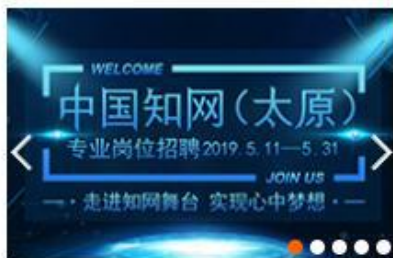 WELCOME
中国知网(太原)
专业岗位招聘2019.5.11—5.31
JOIN US
走进知网舞台 实现心中梦想